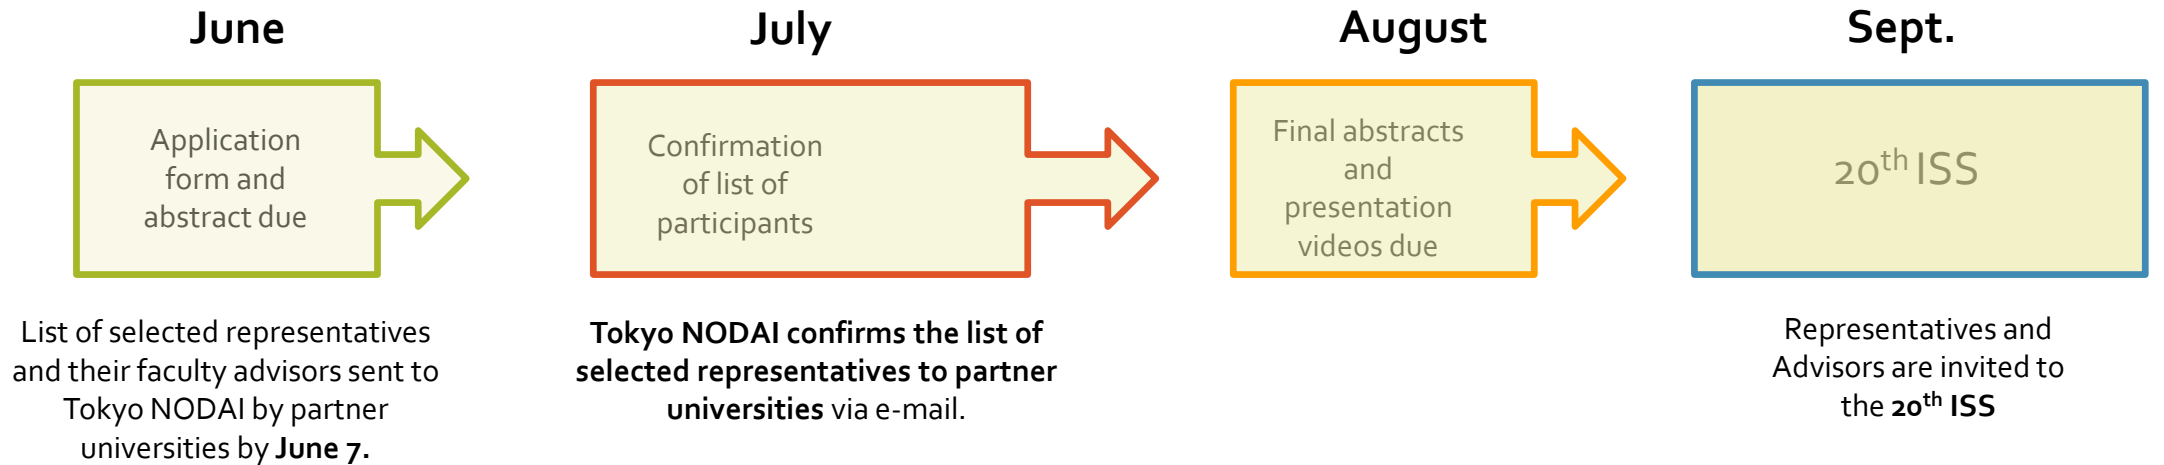 June
Application
form and
abstract due
List of selected representatives
and their faculty advisors sent to
Tokyo NODAI by partner
universities by June 7.
July
Confirmation
of list of
participants
Tokyo NODAI confirms the list of
selected representatives to partner
universities via e-mail.
August
Final abstracts
and
presentation
videos due
Sept.
20th ISS
Representatives and
Advisors are invited to
the 20th ISS